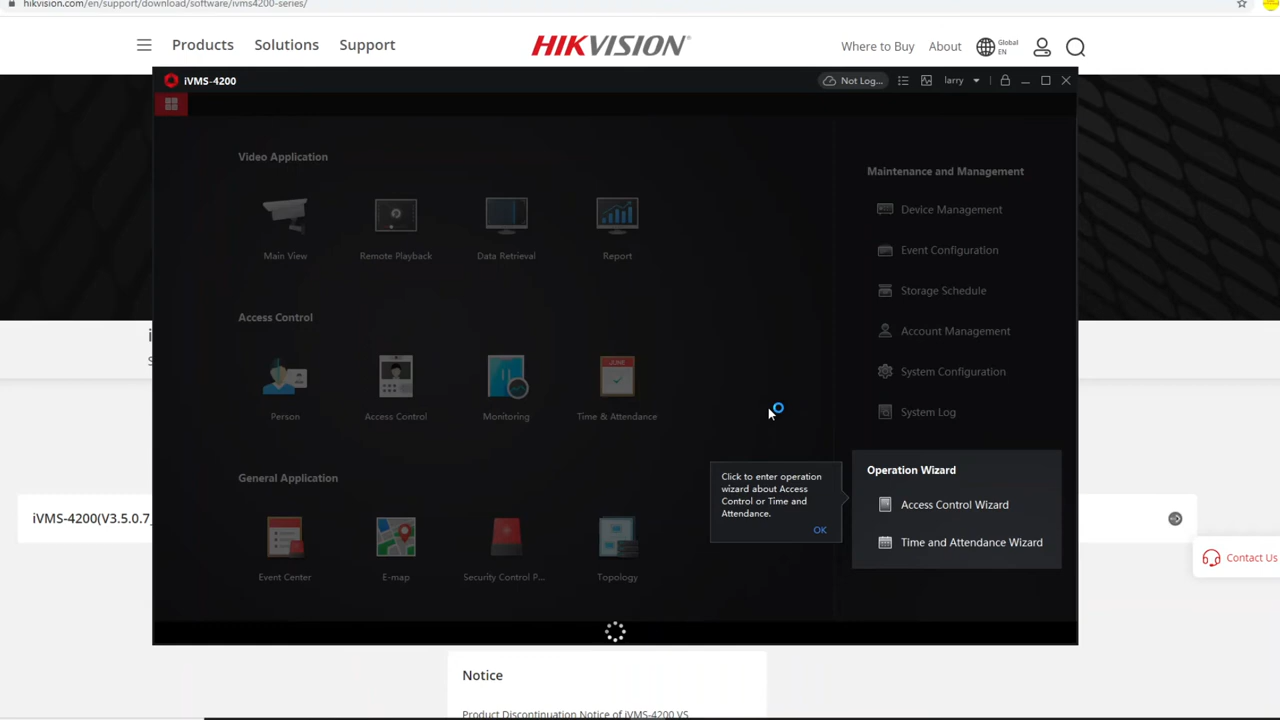 hikvision.com/en/support/download/software/ivms4200-series/
Products Solutions Support
HIKVISION
Where to Buy About
Global
EN
iVMS-4200
Not Log...
larry
Video Application
Main View
Remote Playback
Data Retrieval
Report
Access Control
Person
Access Control
Monitoring
JUNE
Time & Attendance
General Application
Event Center
E-map
Security Control P...
Topology
Maintenance and Management
Device Management
Event Configuration
Storage Schedule
Account Management
System Configuration
System Log
Click to enter operation
wizard about Access
Control or Time and
Attendance.
OK
Operation Wizard
Access Control Wizard
Time and Attendance Wizard
iVMS-4200(V3.5.0.7
Contact Us
Notice
Product Discontinuation Notice of iVMS-4200 VS